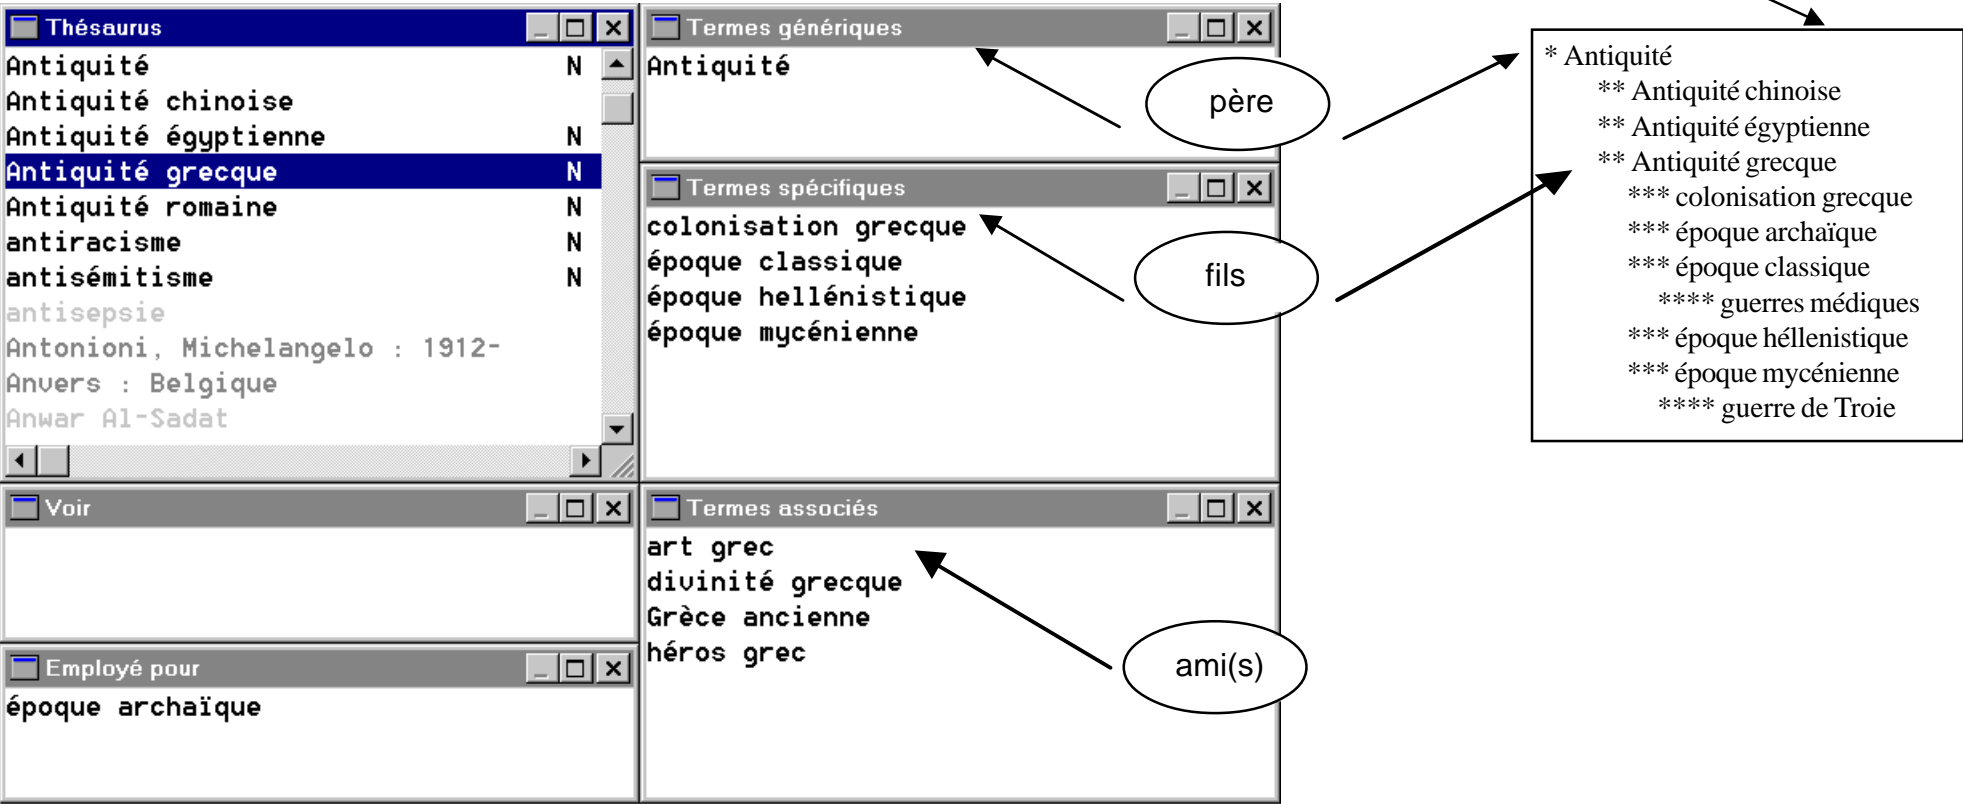 Thésaurus
Antiquité N
Antiquité chinoise
Antiquité égyptienne N
Antiquité grecque N
Antiquité romaine N
antiracisme N
antisémitisme N
antisepsie
Antonioni, Michelangelo : 1912-
Anvers : Belgique
Anwar Al-Sadat
Voir
Employé pour
époque archaïque
Termes génériques
Antiquité
père
Termes spécifiques
colonisation grecque
époque classique
époque hellénistique
époque mycénienne
fils
Termes associés
art grec
divinité grecque
Grèce ancienne
héros grec
ami(s)
* Antiquité
** Antiquité chinoise
** Antiquité égyptienne
** Antiquité grecque
*** colonisation grecque
*** époque archaïque
*** époque classique
**** guerres médiques
*** époque héllenistique
*** époque mycénienne
**** guerre de Troie